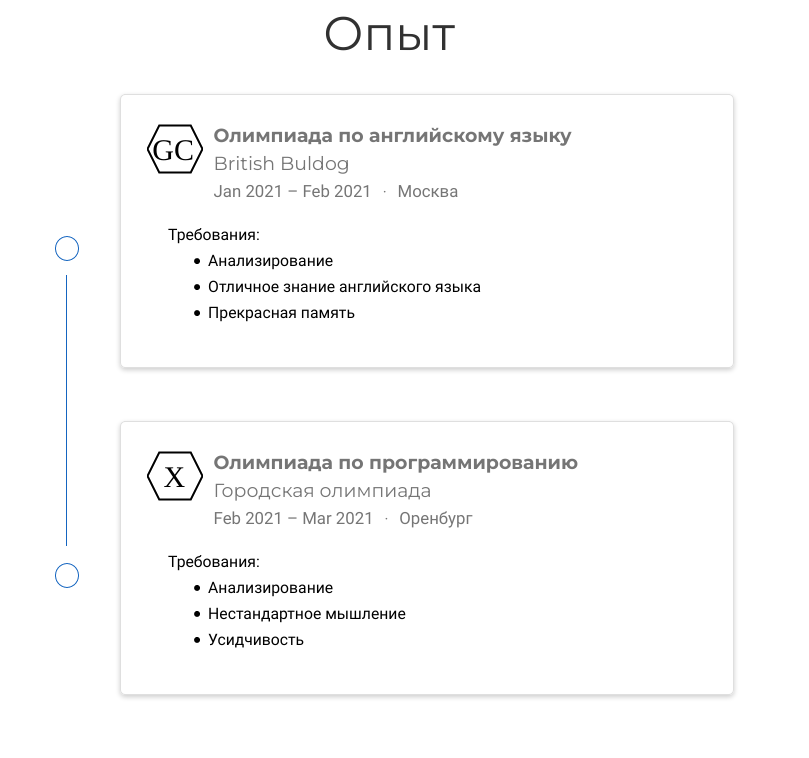 Опыт
GC
Олимпиада по английскому языку
British Buldog
Jan 2021 – Feb 2021 · Москва
Требования:
• Анализирование
• Отличное знание английского языка
• Прекрасная память
X
Олимпиада по программированию
Городская олимпиада
Feb 2021 – Mar 2021 · Оренбург
Требования:
• Анализирование
• Нестандартное мышление
• Усидчивость